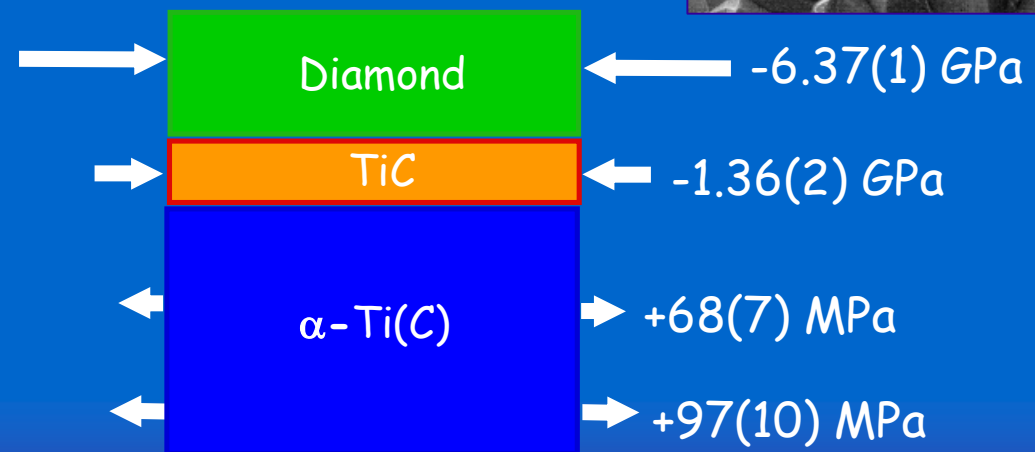 Diamond
-6.37(1) GPa
TiC
-1.36(2) GPa
α-Ti(C)
+68(7) MPa
+97(10) MPa